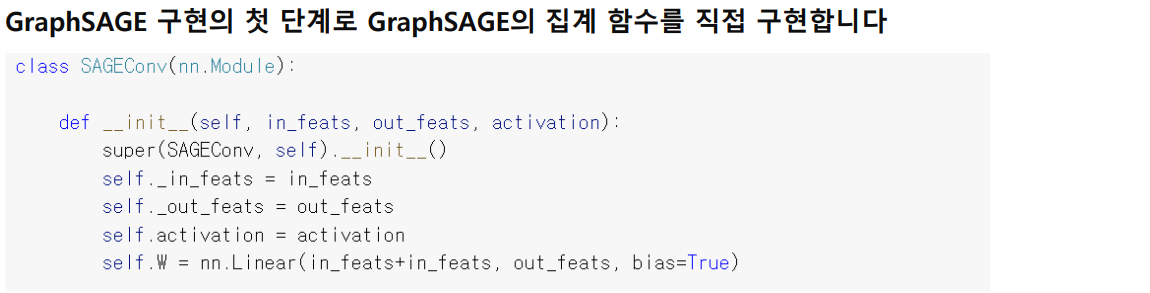 GraphSAGE 구현의 첫 단계로 GraphSAGE의 집계 함수를 직접 구현합니다
class SAGEConv(nn.Module):
def __init__(self, in_feats, out_feats, activation):
super(SAGEConv, self).__init__()
self._in_feats = in_feats
self._out_feats = out_feats
self.activation = activation
self.W = nn.Linear(in_feats+in_feats, out_feats, bias=True)